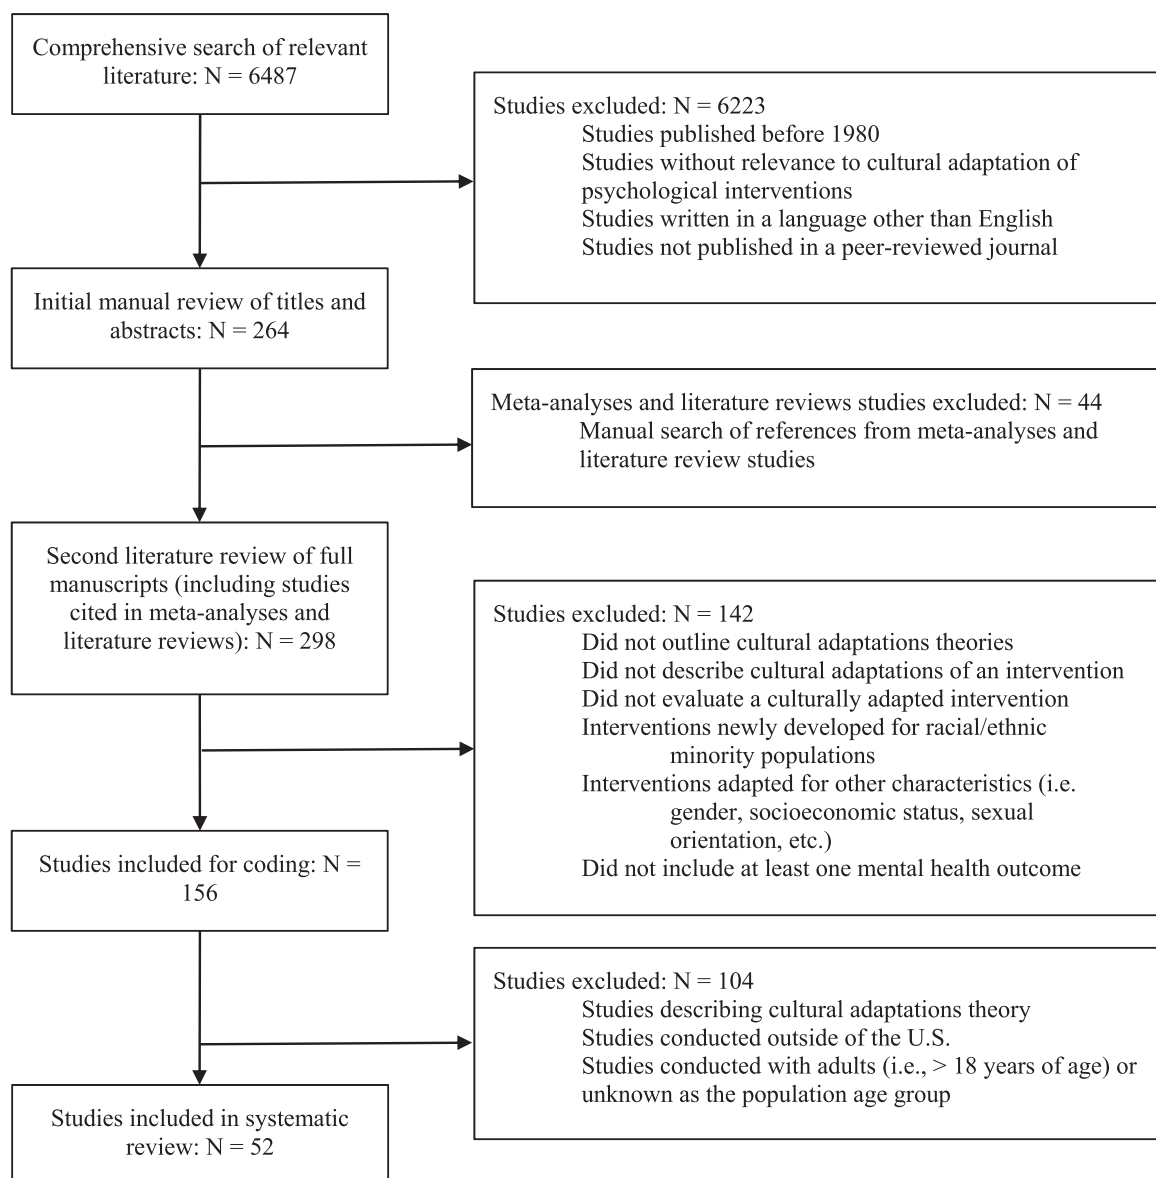 Comprehensive search of relevant
literature: N = 6487
Studies excluded: N = 6223
Studies published before 1980
Studies without relevance to cultural adaptation of
psychological interventions
Studies written in a language other than English
Studies not published in a peer-reviewed journal
Initial manual review of titles and
abstracts: N = 264
Meta-analyses and literature reviews studies excluded: N = 44
Manual search of references from meta-analyses and
literature review studies
Second literature review of full
manuscripts (including studies
cited in meta-analyses and
literature reviews): N = 298
Studies excluded: N = 142
Did not outline cultural adaptations theories
Did not describe cultural adaptations of an intervention
Did not evaluate a culturally adapted intervention
Interventions newly developed for racial/ethnic
minority populations
Interventions adapted for other characteristics (i.e.
gender, socioeconomic status, sexual
orientation, etc.)
Did not include at least one mental health outcome
Studies included for coding: N =
156
Studies excluded: N = 104
Studies describing cultural adaptations theory
Studies conducted outside of the U.S.
Studies conducted with adults (i.e., > 18 years of age) or
unknown as the population age group
Studies included in systematic
review: N = 52